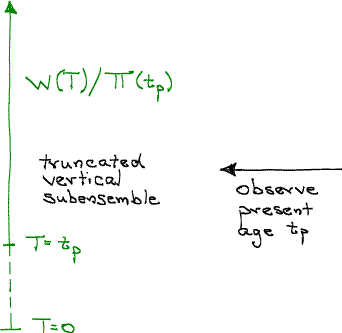 W(T)/Π(tₚ)
truncated
vertical
subensemble
observe
present
age tₚ
T=tₚ
T=0